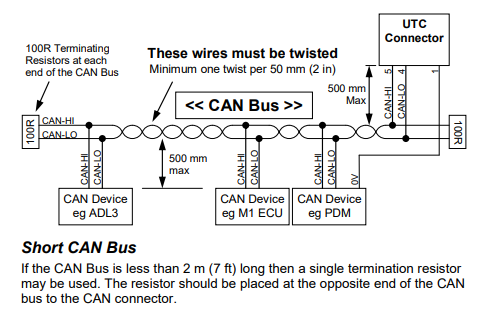 UTC
Connector
100R Terminating
Resistors at each
end of the CAN Bus
These wires must be twisted
Minimum one twist per 50 mm (2 in)
500 mm
Max
CAN-HI
5
CAN-LO
4
1
<< CAN Bus >>
100R
CAN-HI
CAN-LO
100R
CAN-HI
CAN-LO
500 mm
max
CAN-HI
CAN-LO
CAN-HI
CAN-LO
0V
CAN Device
eg ADL3
CAN Device
eg M1 ECU
CAN Device
eg PDM
Short CAN Bus
If the CAN Bus is less than 2 m (7 ft) long then a single termination resistor
may be used. The resistor should be placed at the opposite end of the CAN
bus to the CAN connector.